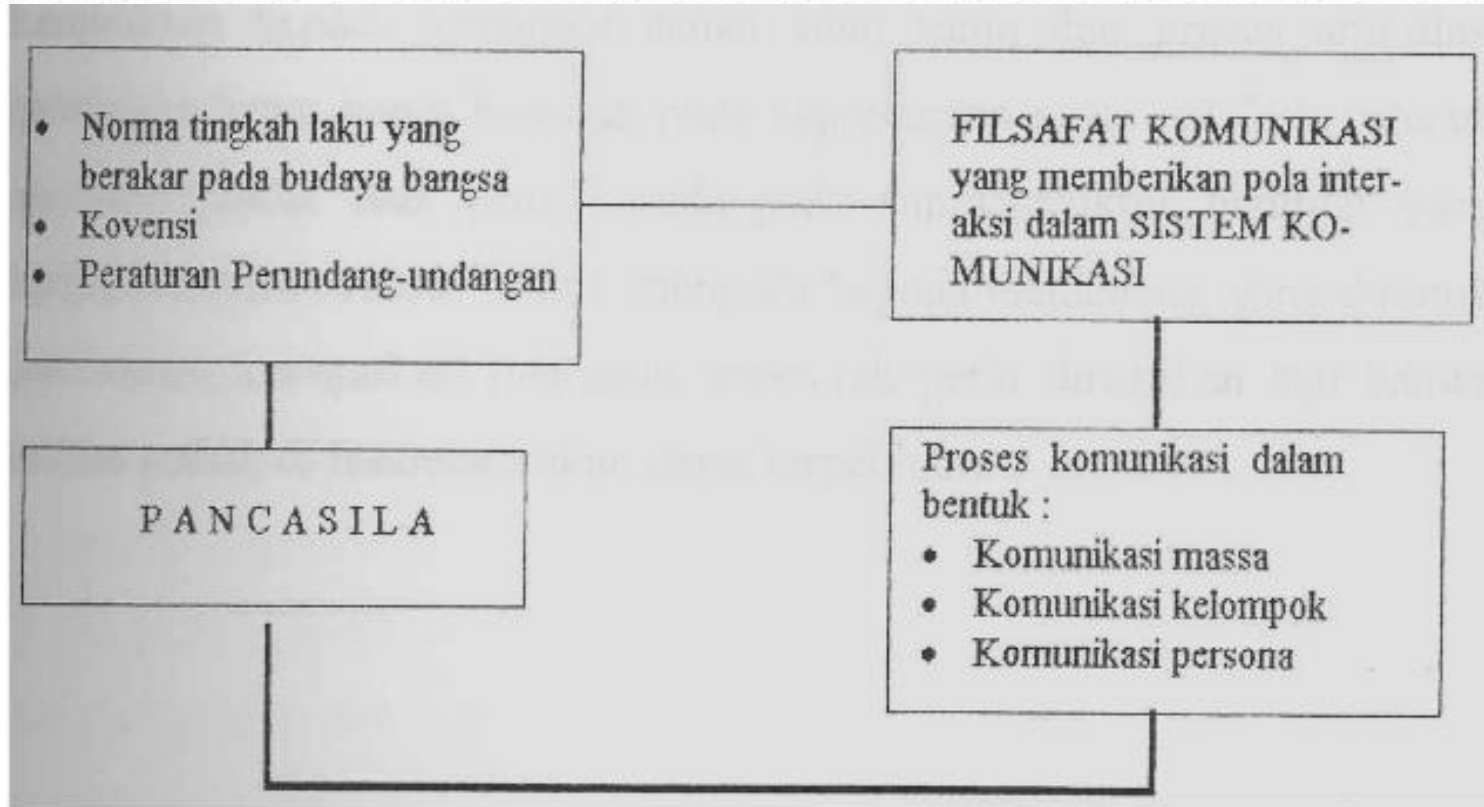 • Norma tingkah laku yang
berakar pada budaya bangsa
• Kovensi
• Peraturan Perundang-undangan
FILSAFAT KOMUNIKASI
yang memberikan pola inter-
aksi dalam SISTEM KO-
MUNIKASI
P A N C A S I L A
Proses komunikasi dalam
bentuk :
• Komunikasi massa
• Komunikasi kelompok
• Komunikasi persona